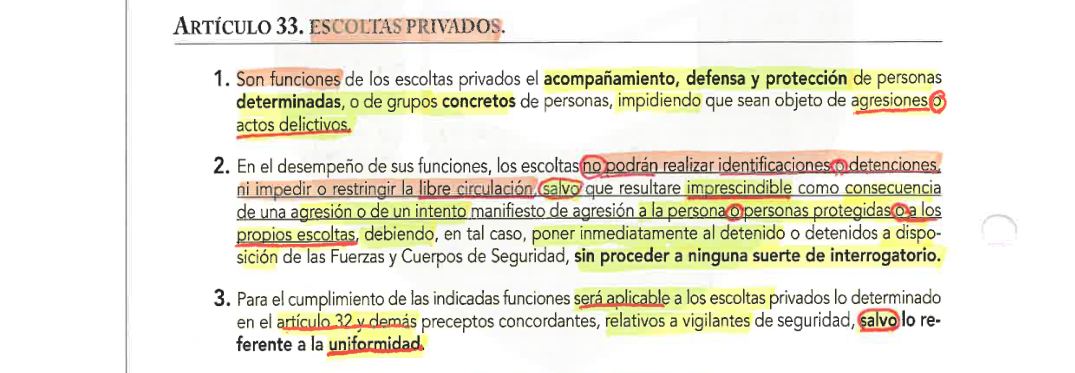 ARTÍCULO 33. ESCOLTAS PRIVADOS.
1. Son funciones de los escoltas privados el acompañamiento, defensa y protección de personas
determinadas, o de grupos concretos de personas, impidiendo que sean objeto de agresiones o
actos delictivos.
2. En el desempeño de sus funciones, los escoltas no podrán realizar identificaciones o detenciones,
ni impedir o restringir la libre circulación, salvo que resultare imprescindible como consecuencia
de una agresión o de un intento manifiesto de agresión a la persona o personas protegidas o a los
propios escoltas, debiendo, en tal caso, poner inmediatamente al detenido o detenidos a dispo-
sición de las Fuerzas y Cuerpos de Seguridad, sin proceder a ninguna suerte de interrogatorio.
3. Para el cumplimiento de las indicadas funciones será aplicable a los escoltas privados lo determinado
en el artículo 32 y demás preceptos concordantes, relativos a vigilantes de seguridad, salvo lo re-
ferente a la uniformidad.